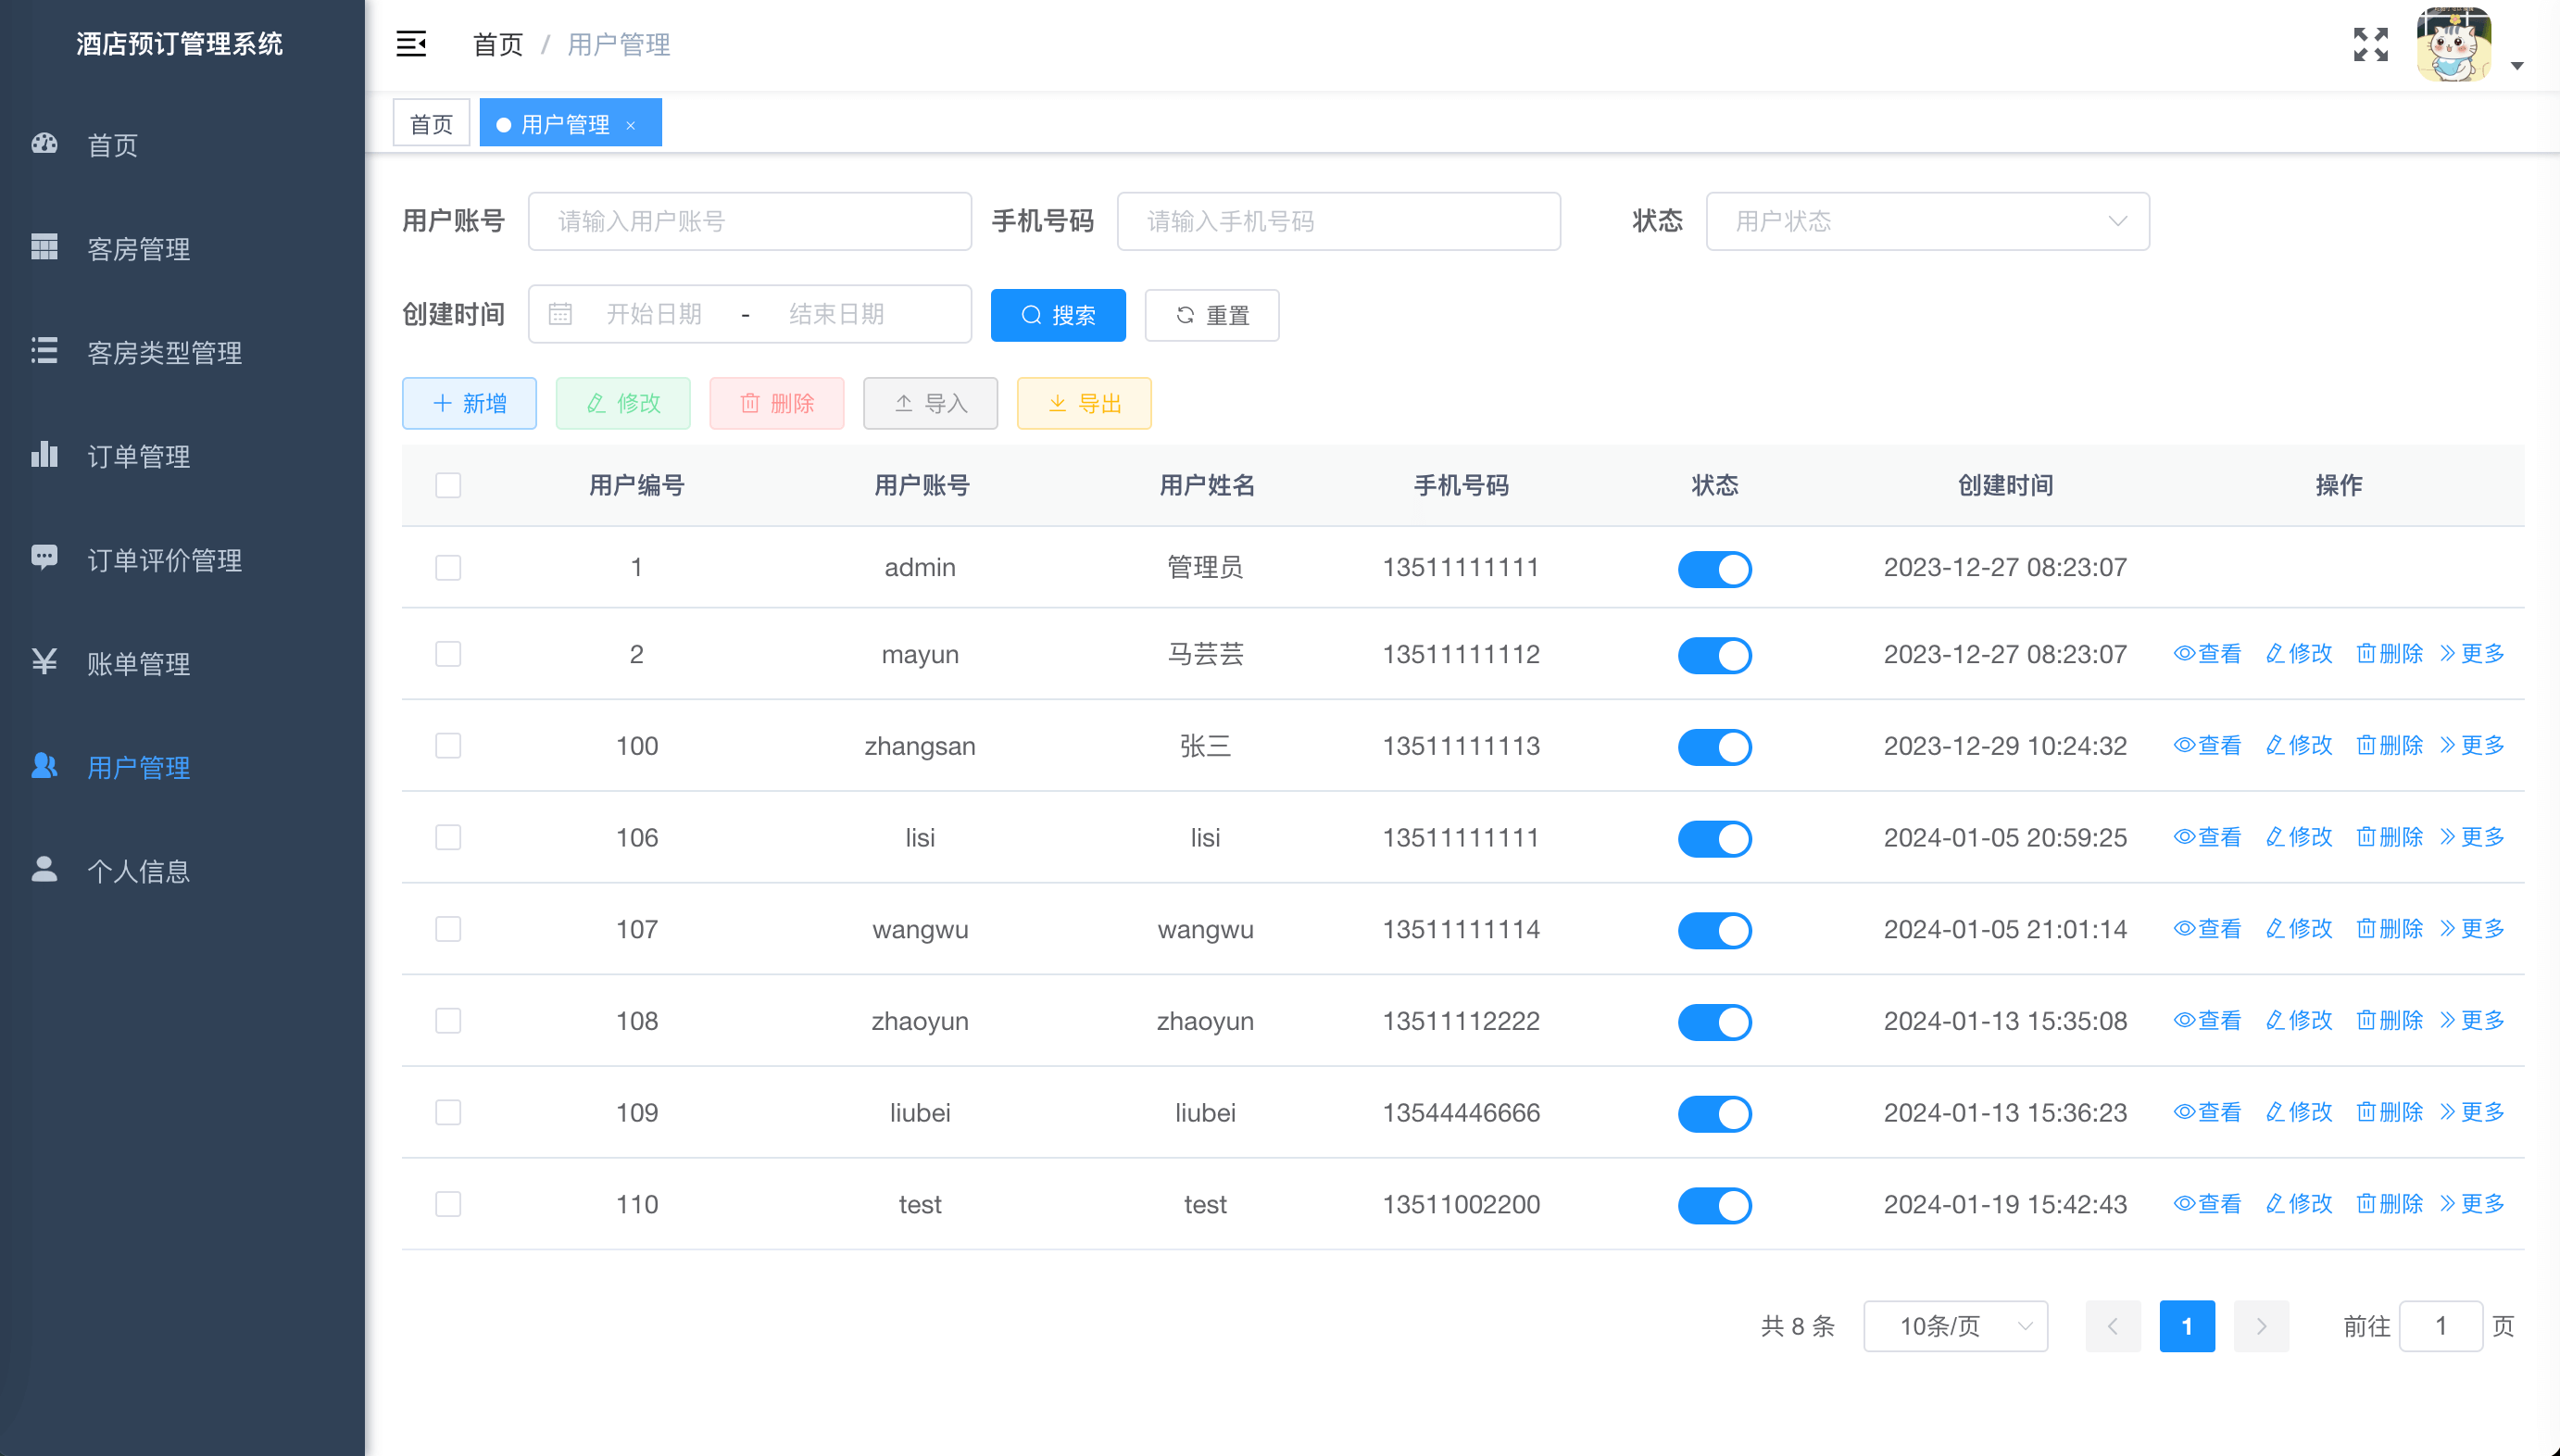 酒店预订管理系统
首页
客房管理
客房类型管理
订单管理
订单评价管理
账单管理
用户管理
个人信息
首页 / 用户管理
首页 用户管理 ×
用户账号 请输入用户账号 手机号码 请输入手机号码 状态 用户状态
创建时间 开始日期 - 结束日期 搜索 重置
新增 修改 删除 导入 导出
用户编号 用户账号 用户姓名 手机号码 状态 创建时间 操作
1 admin 管理员 13511111111 2023-12-27 08:23:07
2 mayun 马芸芸 13511111112 2023-12-27 08:23:07 查看 修改 删除 更多
100 zhangsan 张三 13511111113 2023-12-29 10:24:32 查看 修改 删除 更多
106 lisi lisi 13511111111 2024-01-05 20:59:25 查看 修改 删除 更多
107 wangwu wangwu 13511111114 2024-01-05 21:01:14 查看 修改 删除 更多
108 zhaoyun zhaoyun 13511112222 2024-01-13 15:35:08 查看 修改 删除 更多
109 liubei liubei 13544446666 2024-01-13 15:36:23 查看 修改 删除 更多
110 test test 13511002200 2024-01-19 15:42:43 查看 修改 删除 更多
共 8 条 10条/页 1 前往 1 页